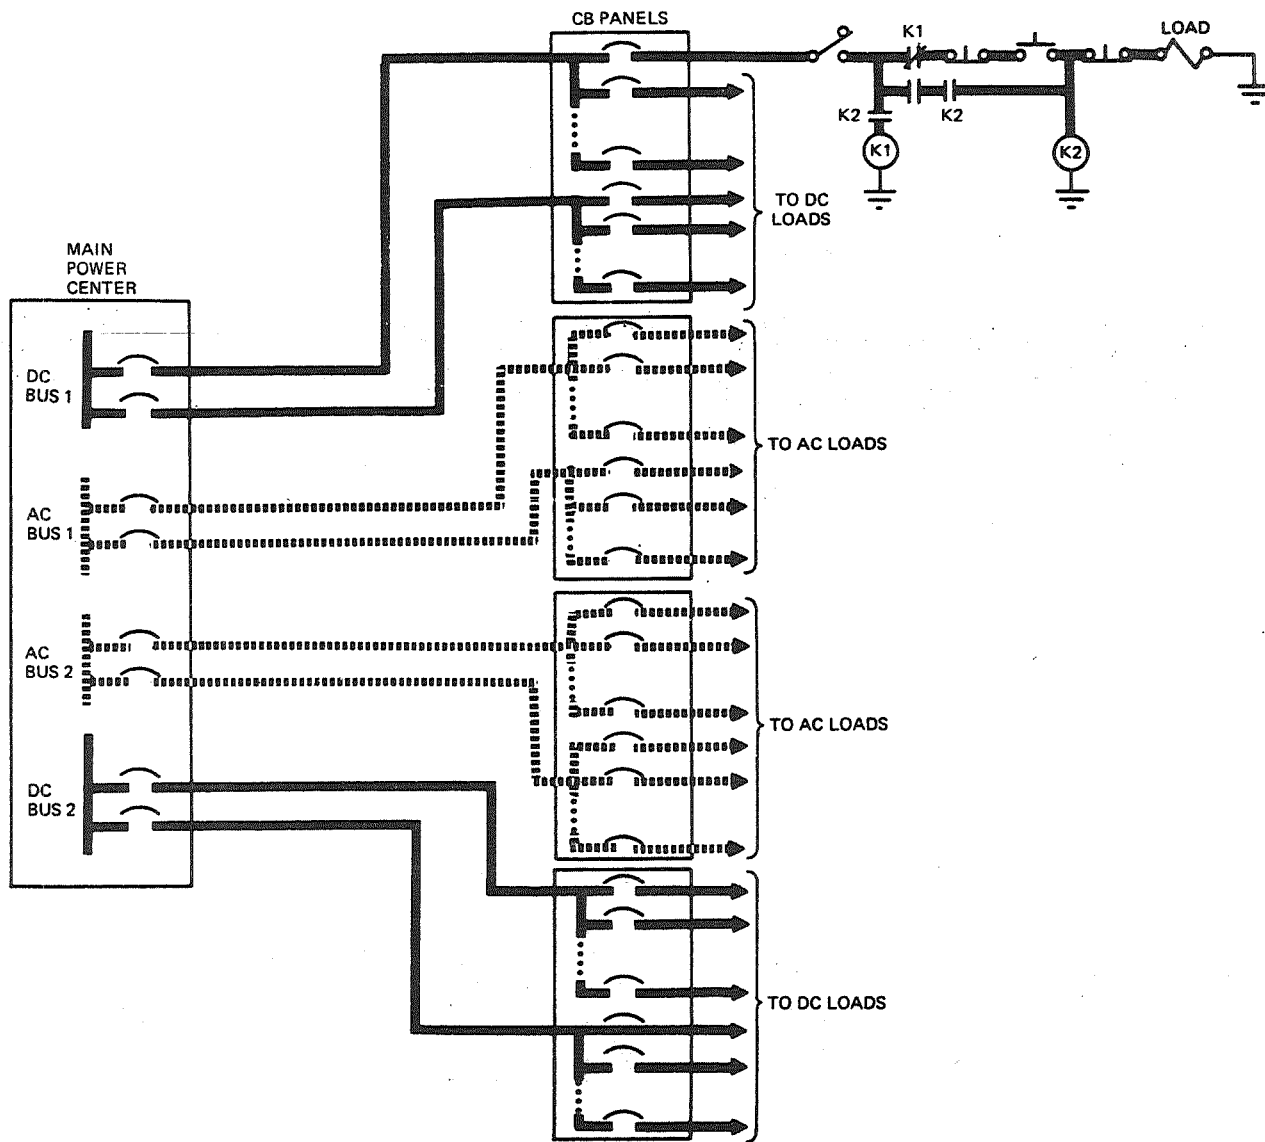 CB PANELS
K1
LOAD
K2
K2
K1
K2
TO DC
LOADS
MAIN
POWER
CENTER
DC
BUS 1
TO AC LOADS
AC
BUS 1
AC
BUS 2
TO AC LOADS
DC
BUS 2
TO DC LOADS